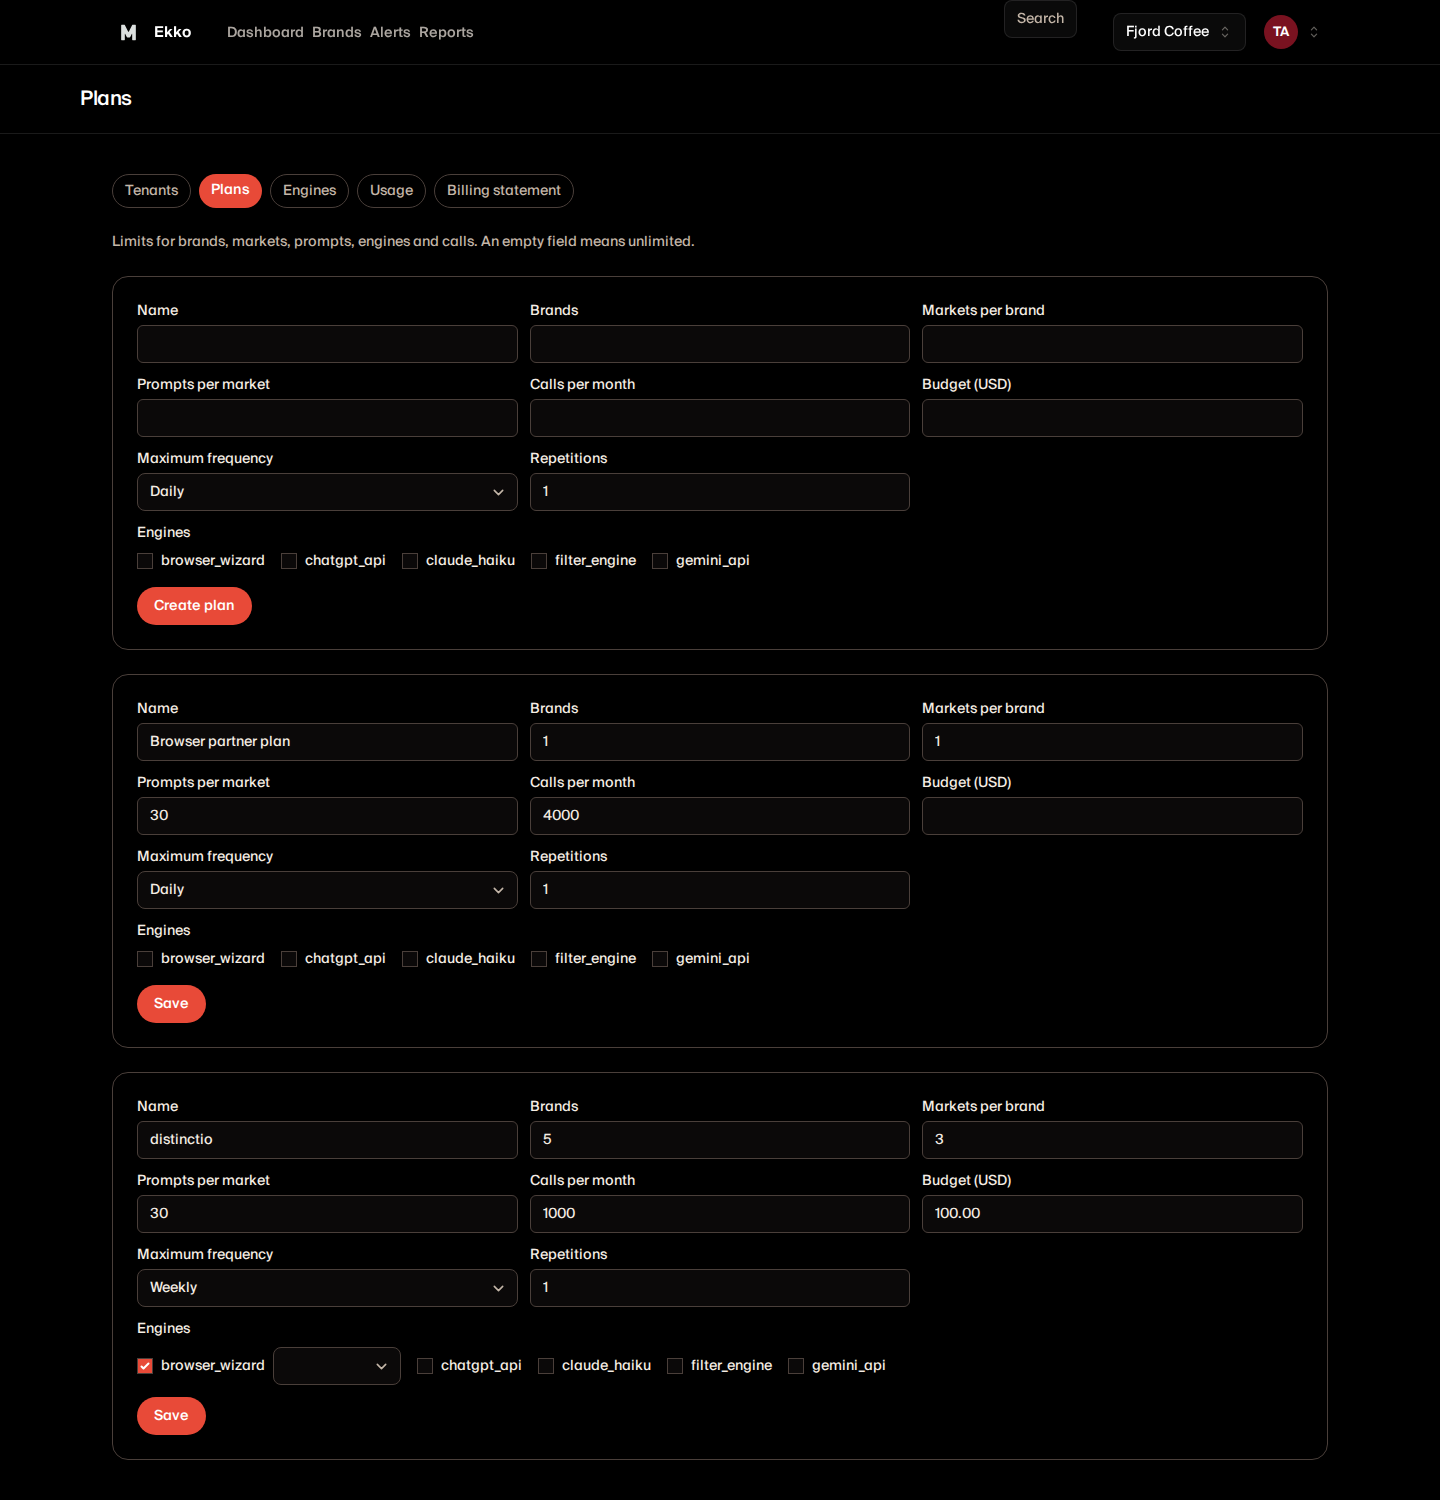 M Ekko Dashboard Brands Alerts Reports Search Fjord Coffee TA
Plans
Tenants Plans Engines Usage Billing statement
Limits for brands, markets, prompts, engines and calls. An empty field means unlimited.
Name Brands Markets per brand
Prompts per market Calls per month Budget (USD)
Maximum frequency Repetitions
Daily 1
Engines
browser_wizard chatgpt_api claude_haiku filter_engine gemini_api
Create plan
Name Brands Markets per brand
Browser partner plan 1 1
Prompts per market Calls per month Budget (USD)
30 4000
Maximum frequency Repetitions
Daily 1
Engines
browser_wizard chatgpt_api claude_haiku filter_engine gemini_api
Save
Name Brands Markets per brand
distinctio 5 3
Prompts per market Calls per month Budget (USD)
30 1000 100.00
Maximum frequency Repetitions
Weekly 1
Engines
browser_wizard chatgpt_api claude_haiku filter_engine gemini_api
Save